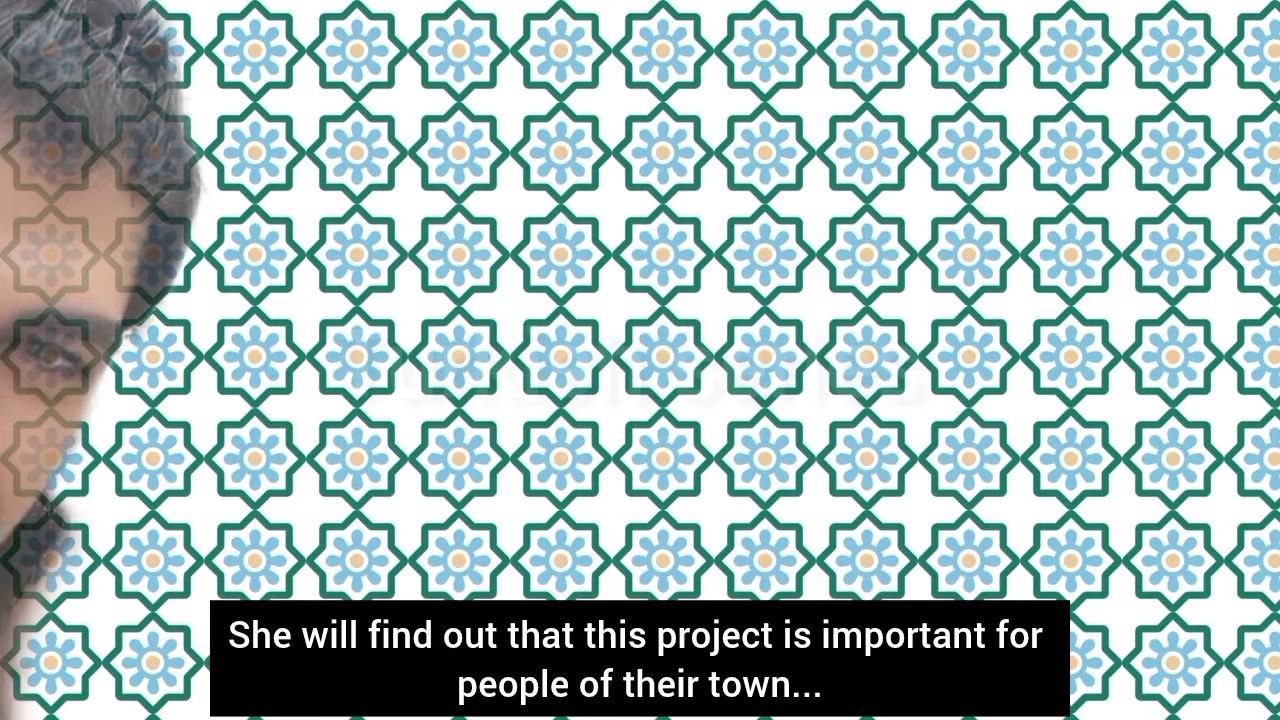 She will find out that this project is important for
people of their town...